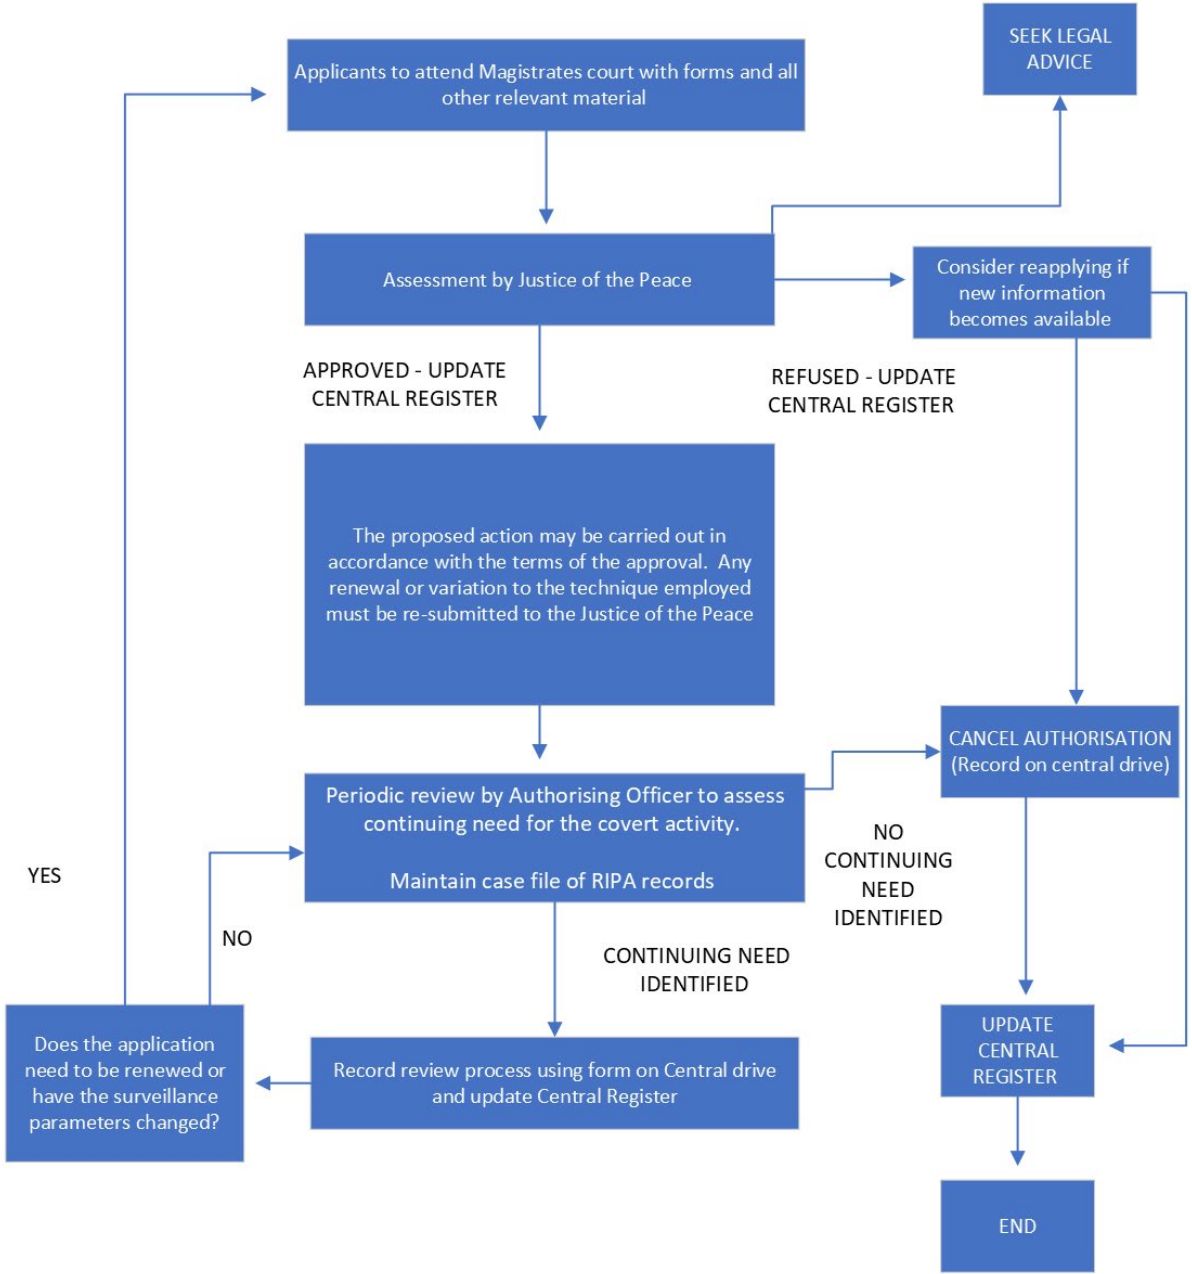 SEEK LEGAL
ADVICE
Applicants to attend Magistrates court with forms and all
other relevant material
Assessment by Justice of the Peace
Consider reapplying if
new information
becomes available
APPROVED - UPDATE
CENTRAL REGISTER
REFUSED - UPDATE
CENTRAL REGISTER
The proposed action may be carried out in
accordance with the terms of the approval.  Any
renewal or variation to the technique employed
must be re-submitted to the Justice of the Peace
CANCEL AUTHORISATION
(Record on central drive)
Periodic review by Authorising Officer to assess
continuing need for the covert activity.
Maintain case file of RIPA records
NO
CONTINUING
NEED
IDENTIFIED
YES
NO
CONTINUING NEED
IDENTIFIED
Does the application
need to be renewed or
have the surveillance
parameters changed?
Record review process using form on Central drive
and update Central Register
UPDATE
CENTRAL
REGISTER
END